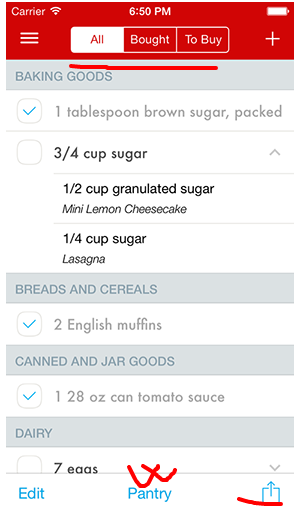 Carrier 6:50 PM
All Bought To Buy
BAKING GOODS
1 tablespoon brown sugar, packed
3/4 cup sugar
1/2 cup granulated sugar
Mini Lemon Cheesecake
1/4 cup sugar
Lasagna
BREADS AND CEREALS
2 English muffins
CANNED AND JAR GOODS
1 28 oz can tomato sauce
DAIRY
7 eggs
Edit Pantry